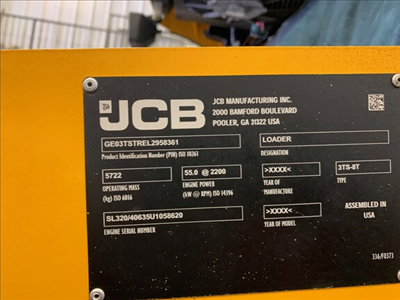 JCB
JCB MANUFACTURING INC.
2000 BAMFORD BOULEVARD
POOLER, GA 31322 USA
GE03TSTREL2958361
Product Identification Number (PIN) ISO 10261
LOADER
DESIGNATION
5722
OPERATING MASS
(kg) ISO 6016
55.0 @ 2200
ENGINE POWER
(kW @ RPM) ISO 14396
>XXXX<
YEAR OF
MANUFACTURE
3TS-8T
TYPE
SL320/40635U1058620
ENGINE SERIAL NUMBER
>XXXX<
YEAR OF MODEL
ASSEMBLED IN
USA
336/F0373